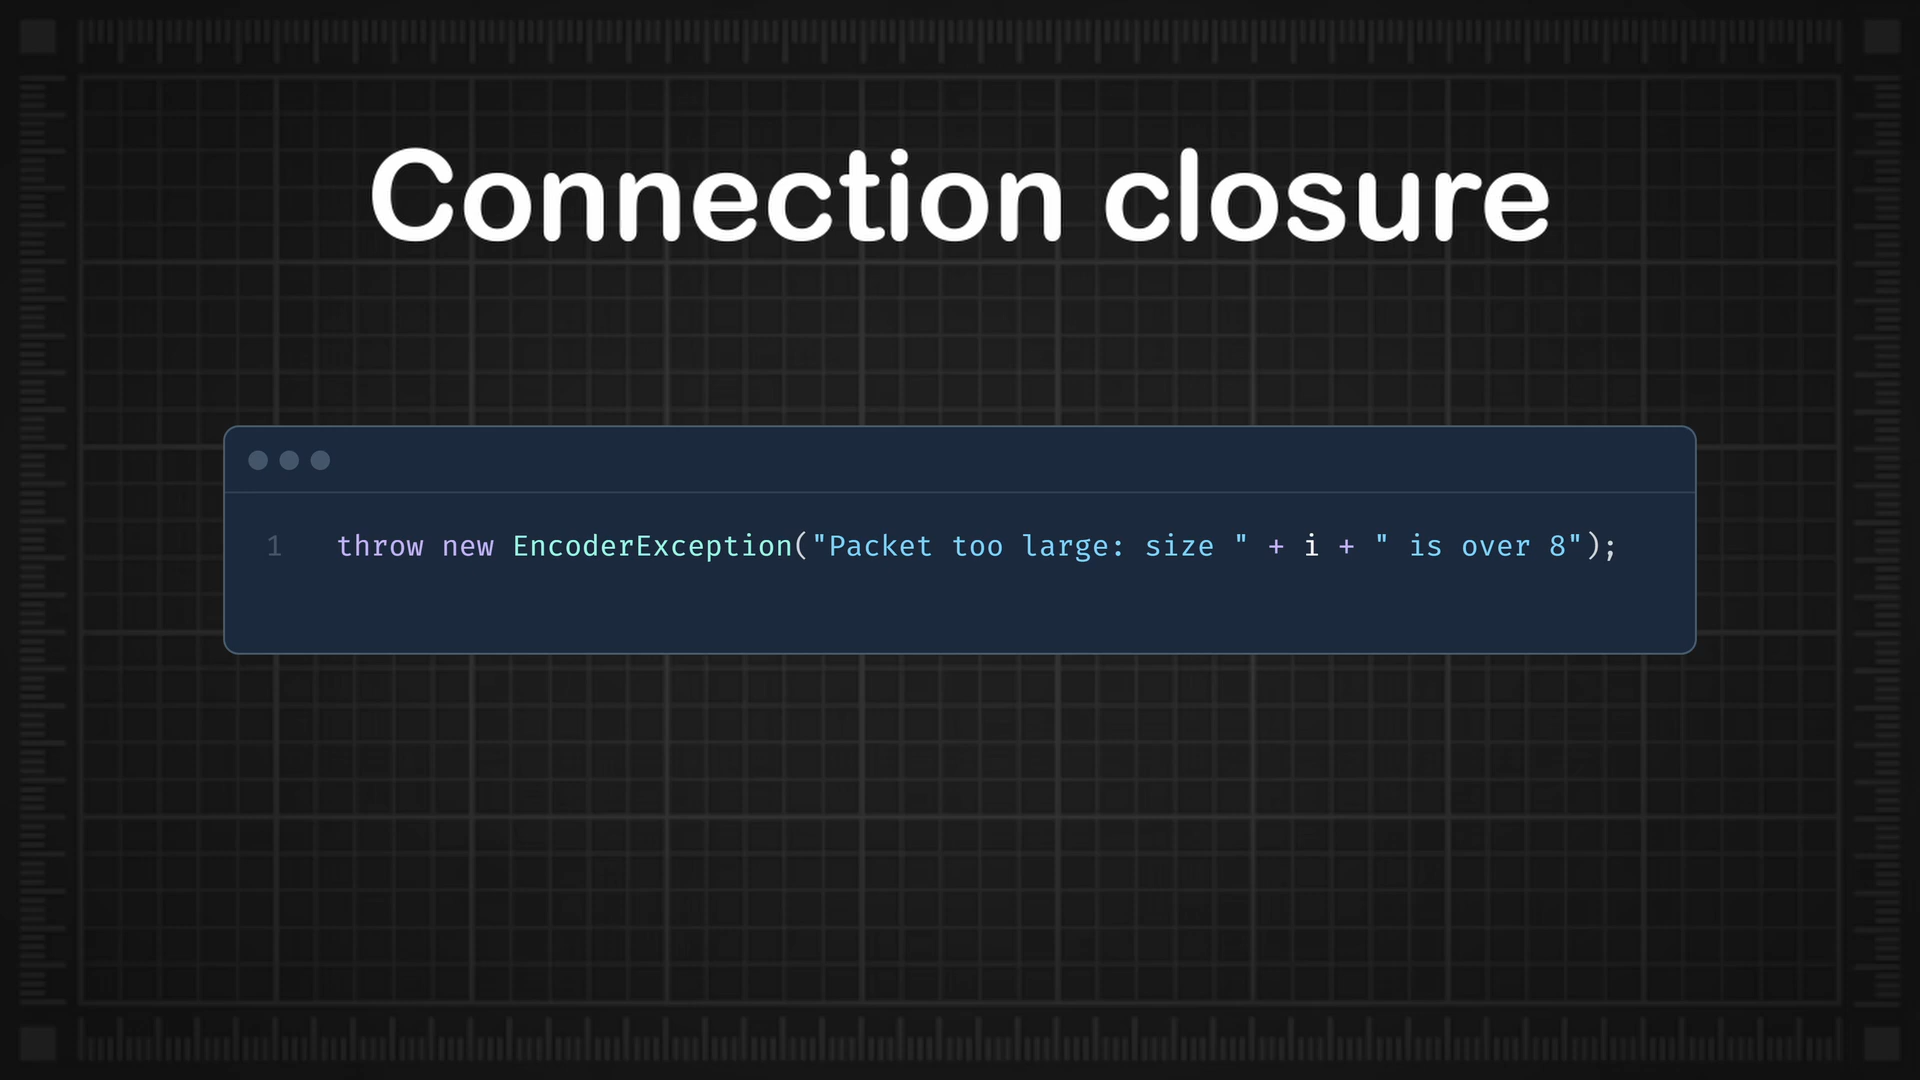 Connection closure
1 throw new EncoderException("Packet too large: size " + i + " is over 8");